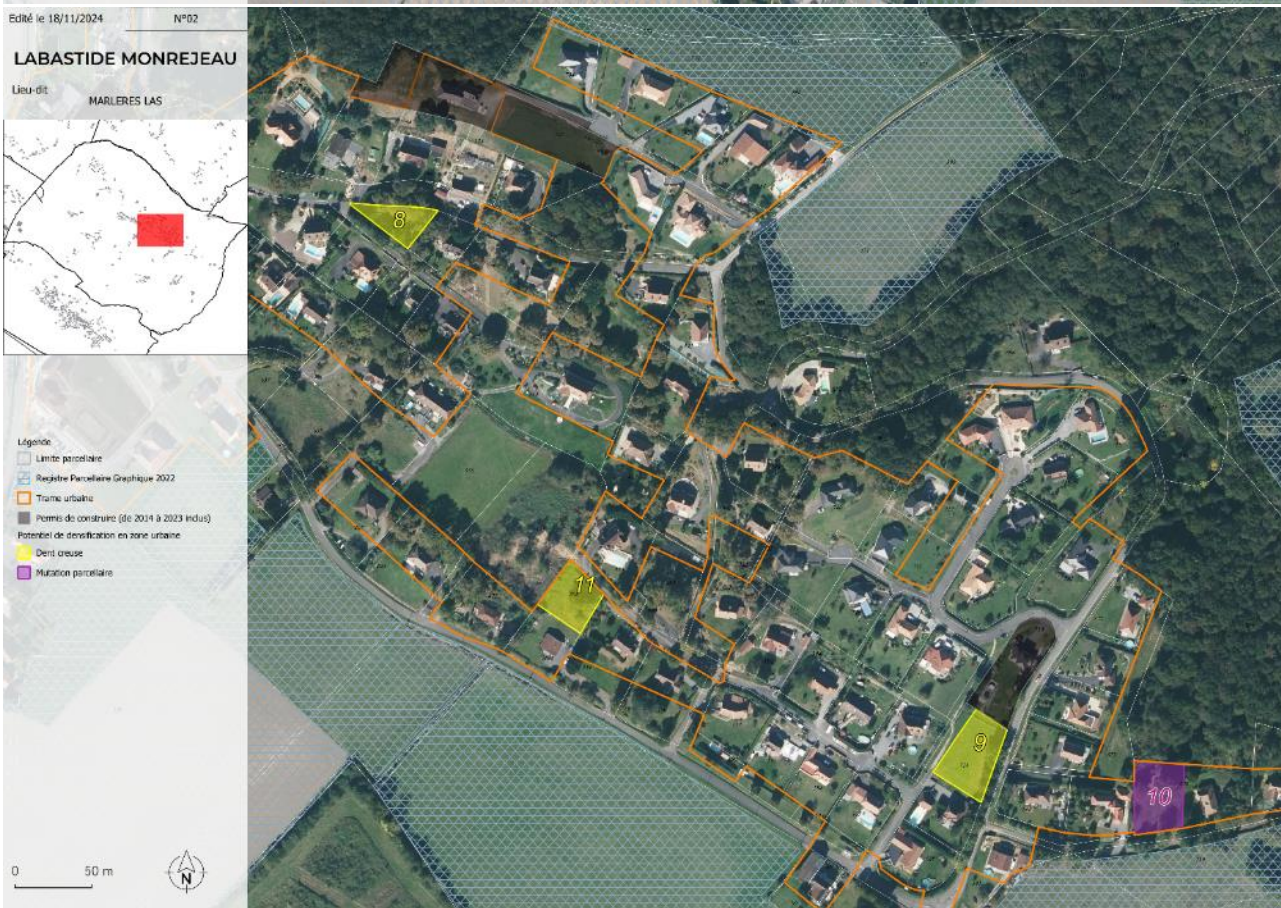 Edité le 18/11/2024 N°02
LABASTIDE MONREJEAU
Lieu-dit
MARLERES LAS
Légende
Limite parcellaire
Registre Parcellaire Graphique 2022
Trame urbaine
Permis de construire (de 2014 à 2023 inclus)
Potentiel de densification en zone urbaine
Dent creuse
Mutation parcellaire
0 50 m
N
8
11
9
10